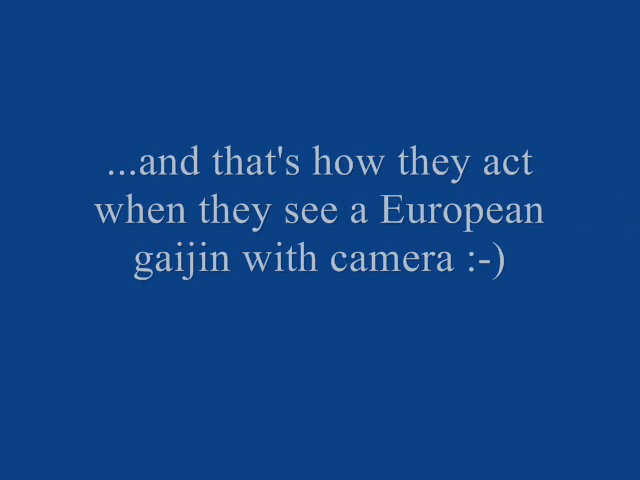 ...and that's how they act
when they see a European
gaijin with camera :-)